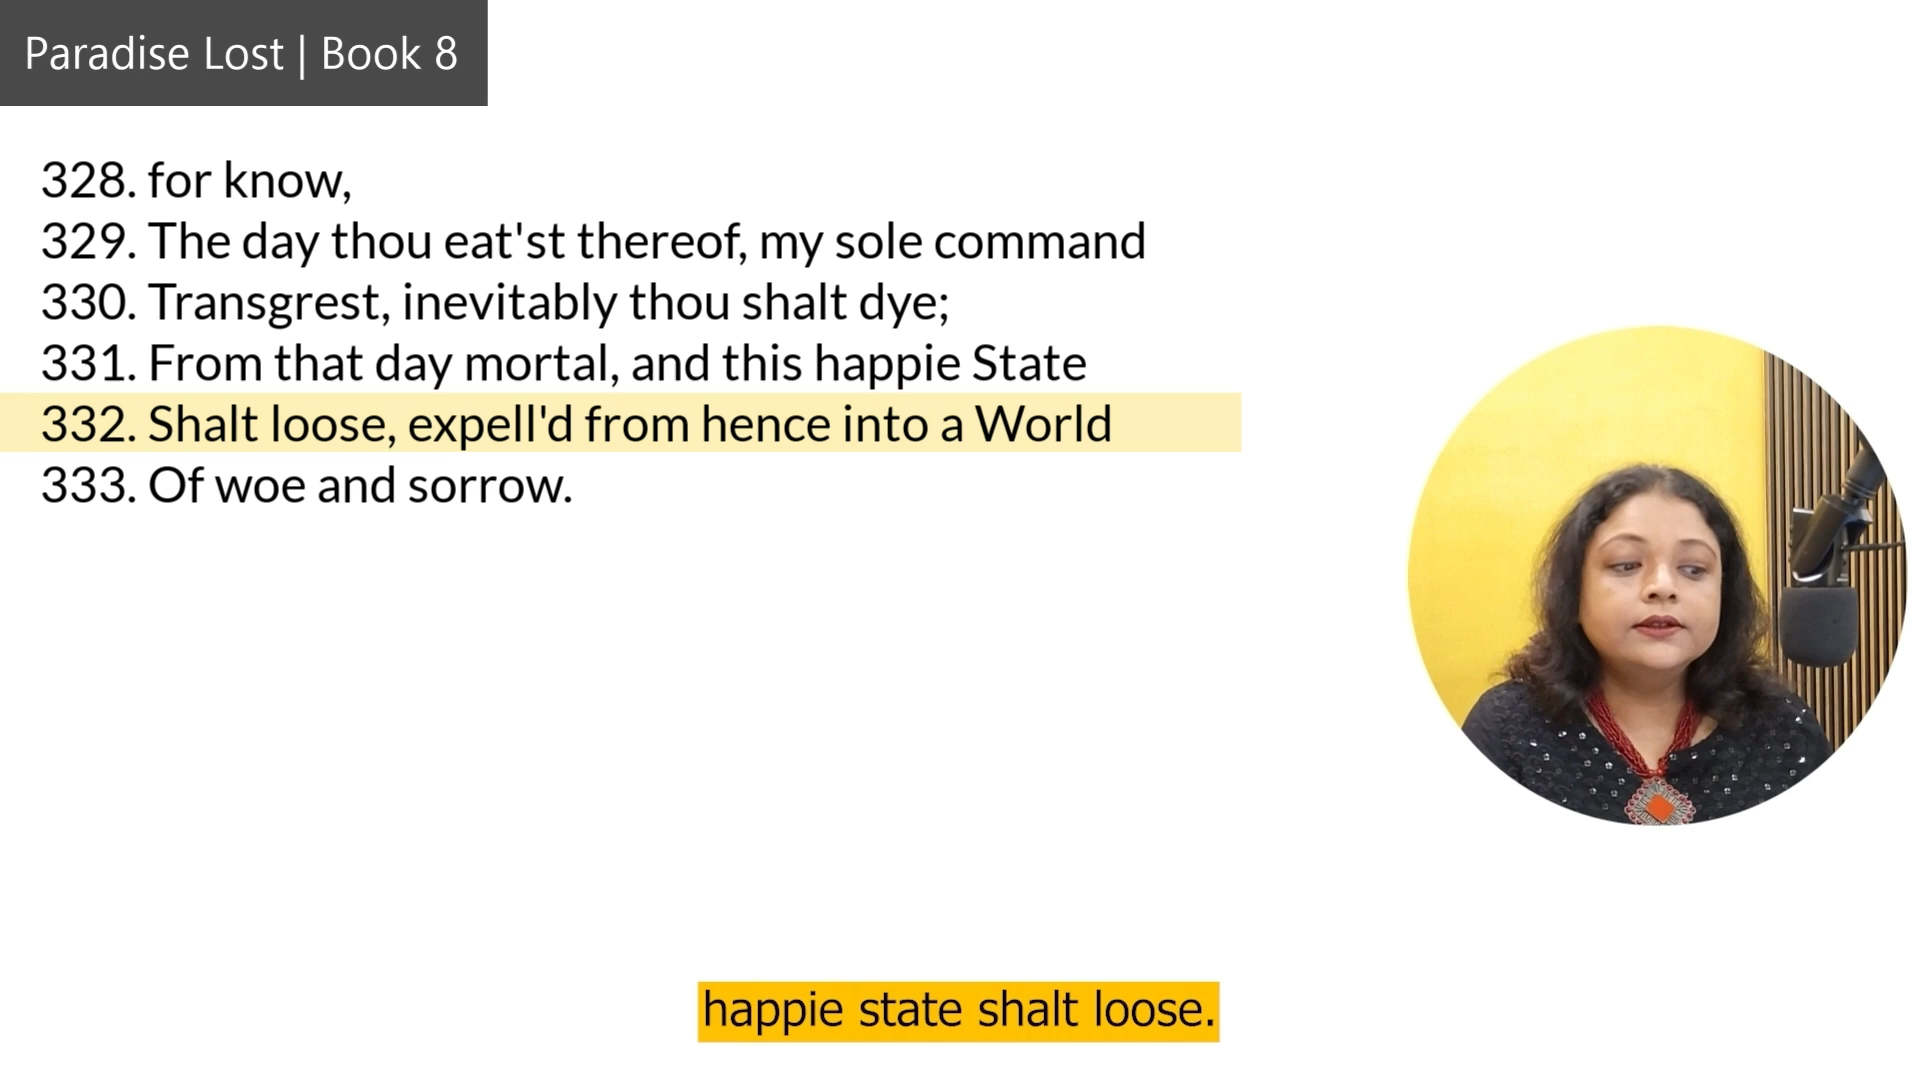 Paradise Lost | Book 8
328. for know,
329. The day thou eat'st thereof, my sole command
330. Transgrest, inevitably thou shalt dye;
331. From that day mortal, and this happie State
332. Shalt loose, expell'd from hence into a World
333. Of woe and sorrow.
happie state shalt loose.